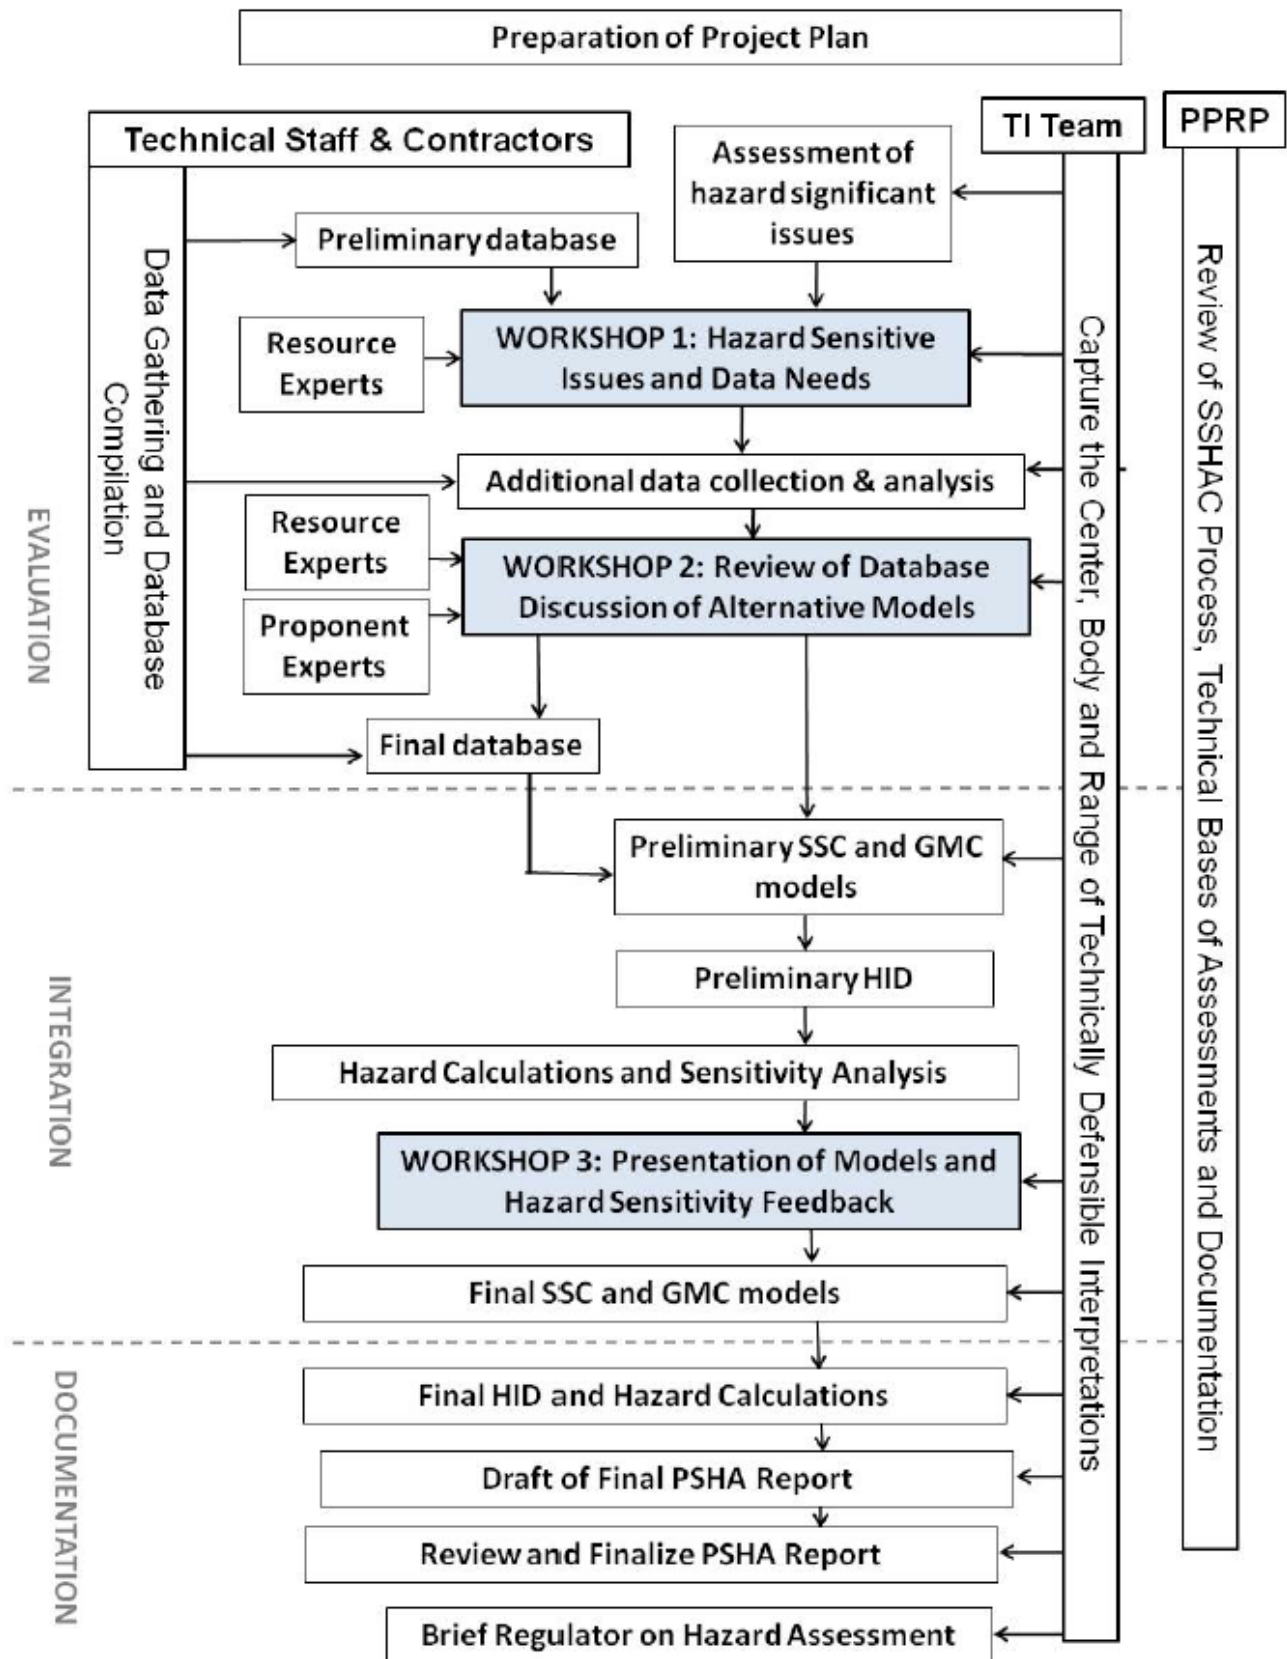 Preparation of Project Plan
Technical Staff & Contractors
TI Team
PPRP
Assessment of
hazard significant
issues
Preliminary database
Data Gathering and Database
Compilation
Capture the Center, Body and Range of Technically Defensible Interpretations
Review of SSHAC Process, Technical Bases of Assessments and Documentation
Resource
Experts
WORKSHOP 1: Hazard Sensitive
Issues and Data Needs
Additional data collection & analysis
EVALUATION
Resource
Experts
WORKSHOP 2: Review of Database
Discussion of Alternative Models
Proponent
Experts
Final database
Preliminary SSC and GMC
models
INTEGRATION
Preliminary HID
Hazard Calculations and Sensitivity Analysis
WORKSHOP 3: Presentation of Models and
Hazard Sensitivity Feedback
Final SSC and GMC models
DOCUMENTATION
Final HID and Hazard Calculations
Draft of Final PSHA Report
Review and Finalize PSHA Report
Brief Regulator on Hazard Assessment